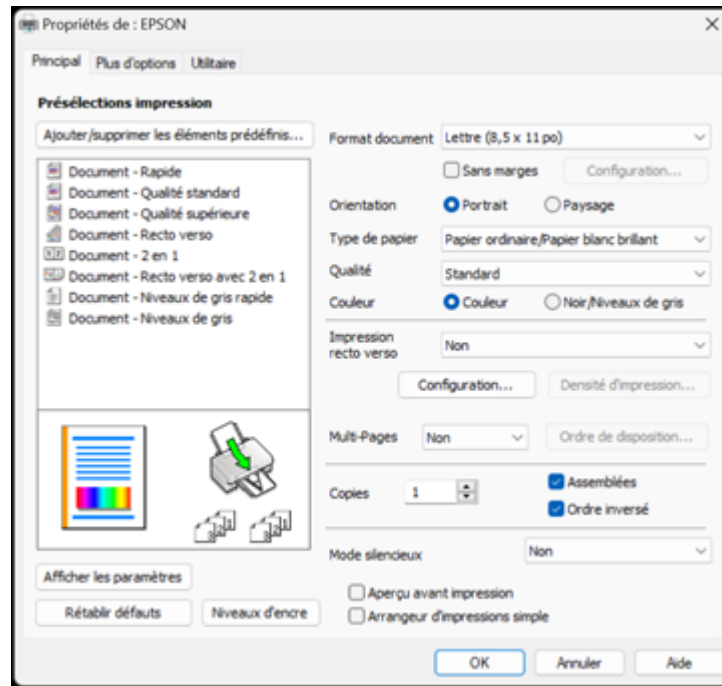 Propriétés de : EPSON
Principal Plus d'options Utilitaire
Présélections impression
Ajouter/supprimer les éléments prédéfinis...
Document - Rapide
Document - Qualité standard
Document - Qualité supérieure
Document - Recto verso
Document - 2 en 1
Document - Recto verso avec 2 en 1
Document - Niveaux de gris rapide
Document - Niveaux de gris
Afficher les paramètres
Rétablir défauts Niveaux d'encre
Format document Lettre (8,5 x 11 po)
Sans marges Configuration...
Orientation Portrait Paysage
Type de papier Papier ordinaire/Papier blanc brillant
Qualité Standard
Couleur Couleur Noir/Niveaux de gris
Impression
recto verso Non
Configuration... Densité d'impression...
Multi-Pages Non Ordre de disposition...
Copies 1 Assemblées
Ordre inversé
Mode silencieux Non
Aperçu avant impression
Arrangeur d'impressions simple
OK Annuler Aide